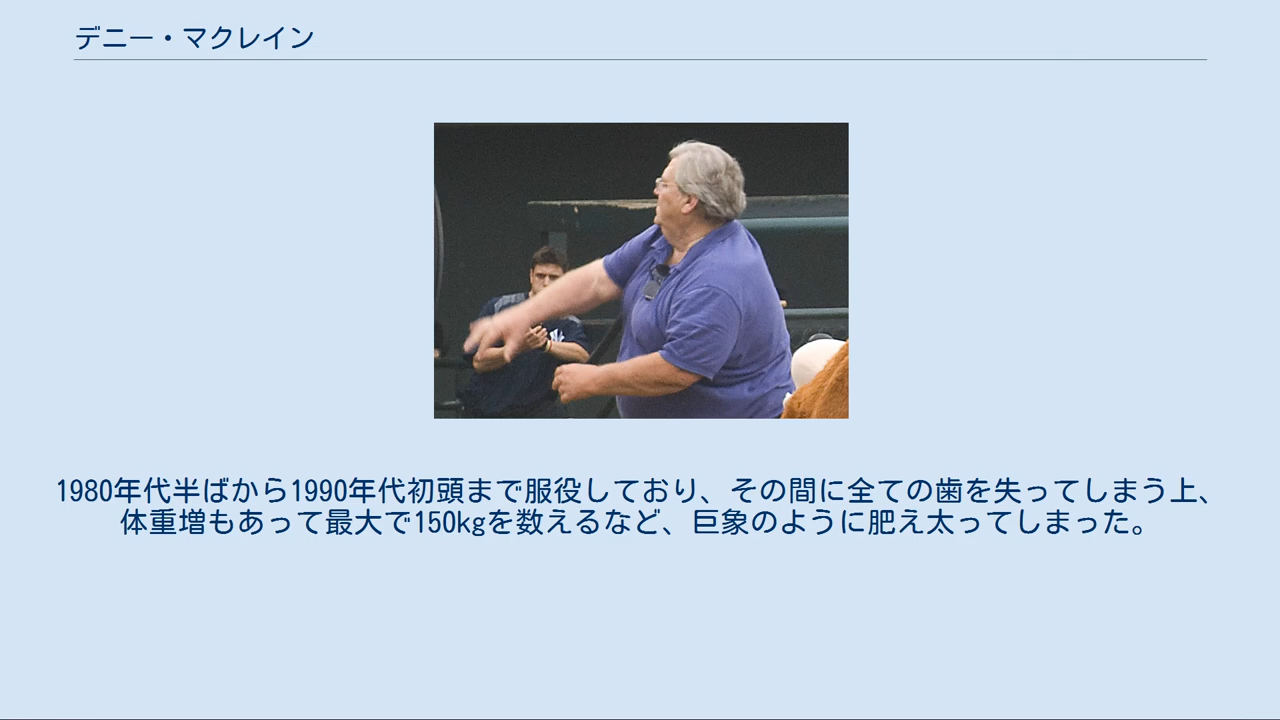 デニー・マクレイン
1980年代半ばから1990年代初頭まで服役しており、その間に全ての歯を失ってしまう上、
体重増もあって最大で150kgを数えるなど、巨象のように肥え太ってしまった。